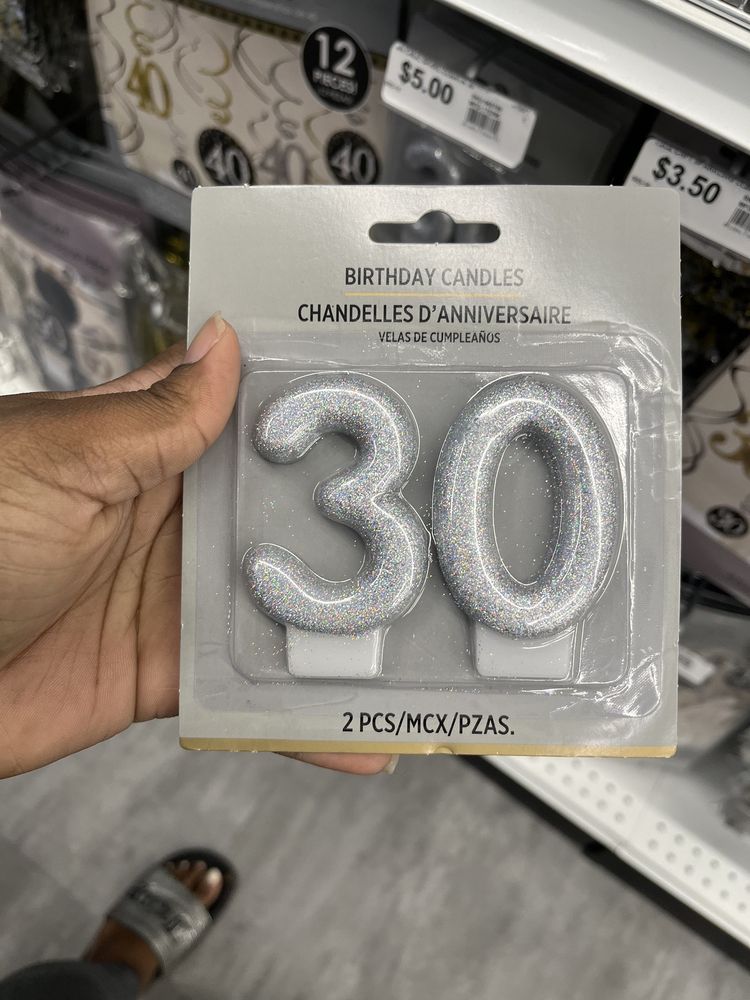 12
PIECES!
$5.00
40
$3.50
40
40
BIRTHDAY CANDLES
CHANDELLES D'ANNIVERSAIRE
VELAS DE CUMPLEAÑOS
30
2 PCS/MCX/PZAS.